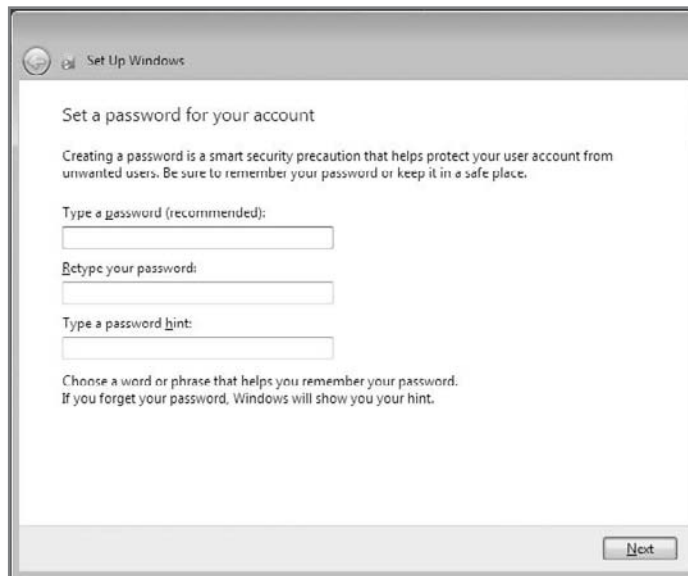 Set Up Windows
Set a password for your account
Creating a password is a smart security precaution that helps protect your user account from
unwanted users. Be sure to remember your password or keep it in a safe place.
Type a password (recommended):
Retype your password:
Type a password hint:
Choose a word or phrase that helps you remember your password.
If you forget your password, Windows will show you your hint.
Next